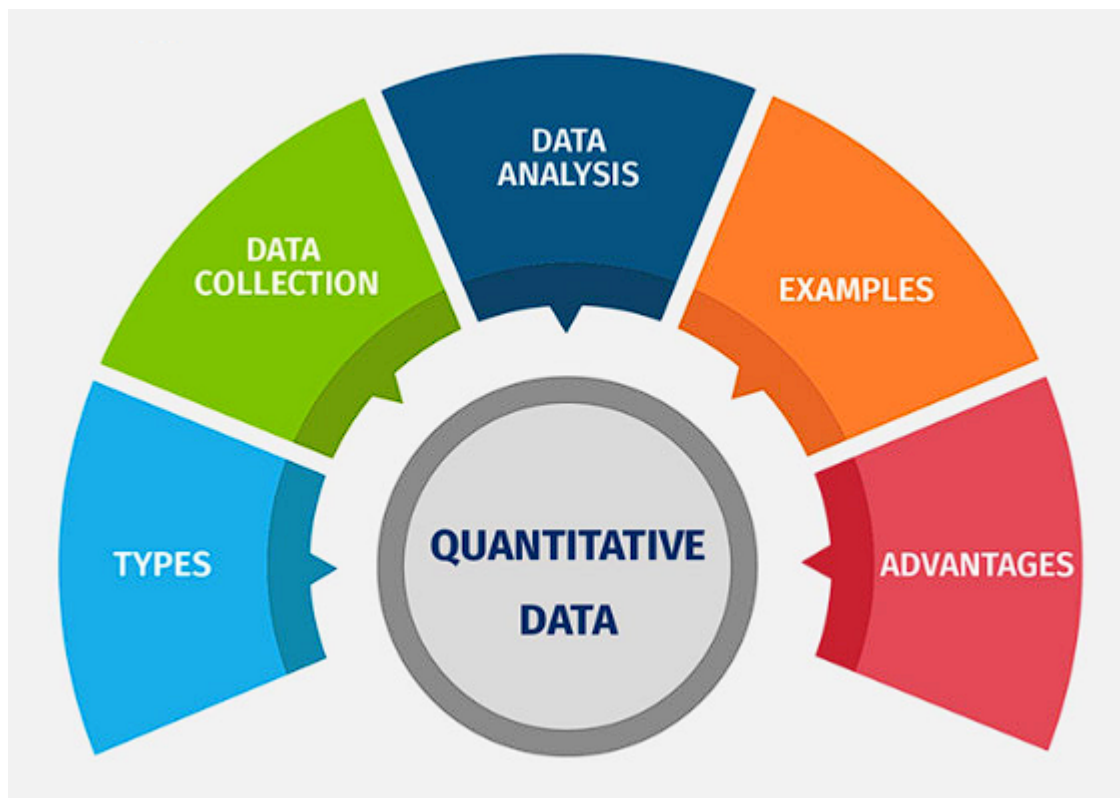 DATA
ANALYSIS
DATA
COLLECTION
EXAMPLES
TYPES
QUANTITATIVE
DATA
ADVANTAGES